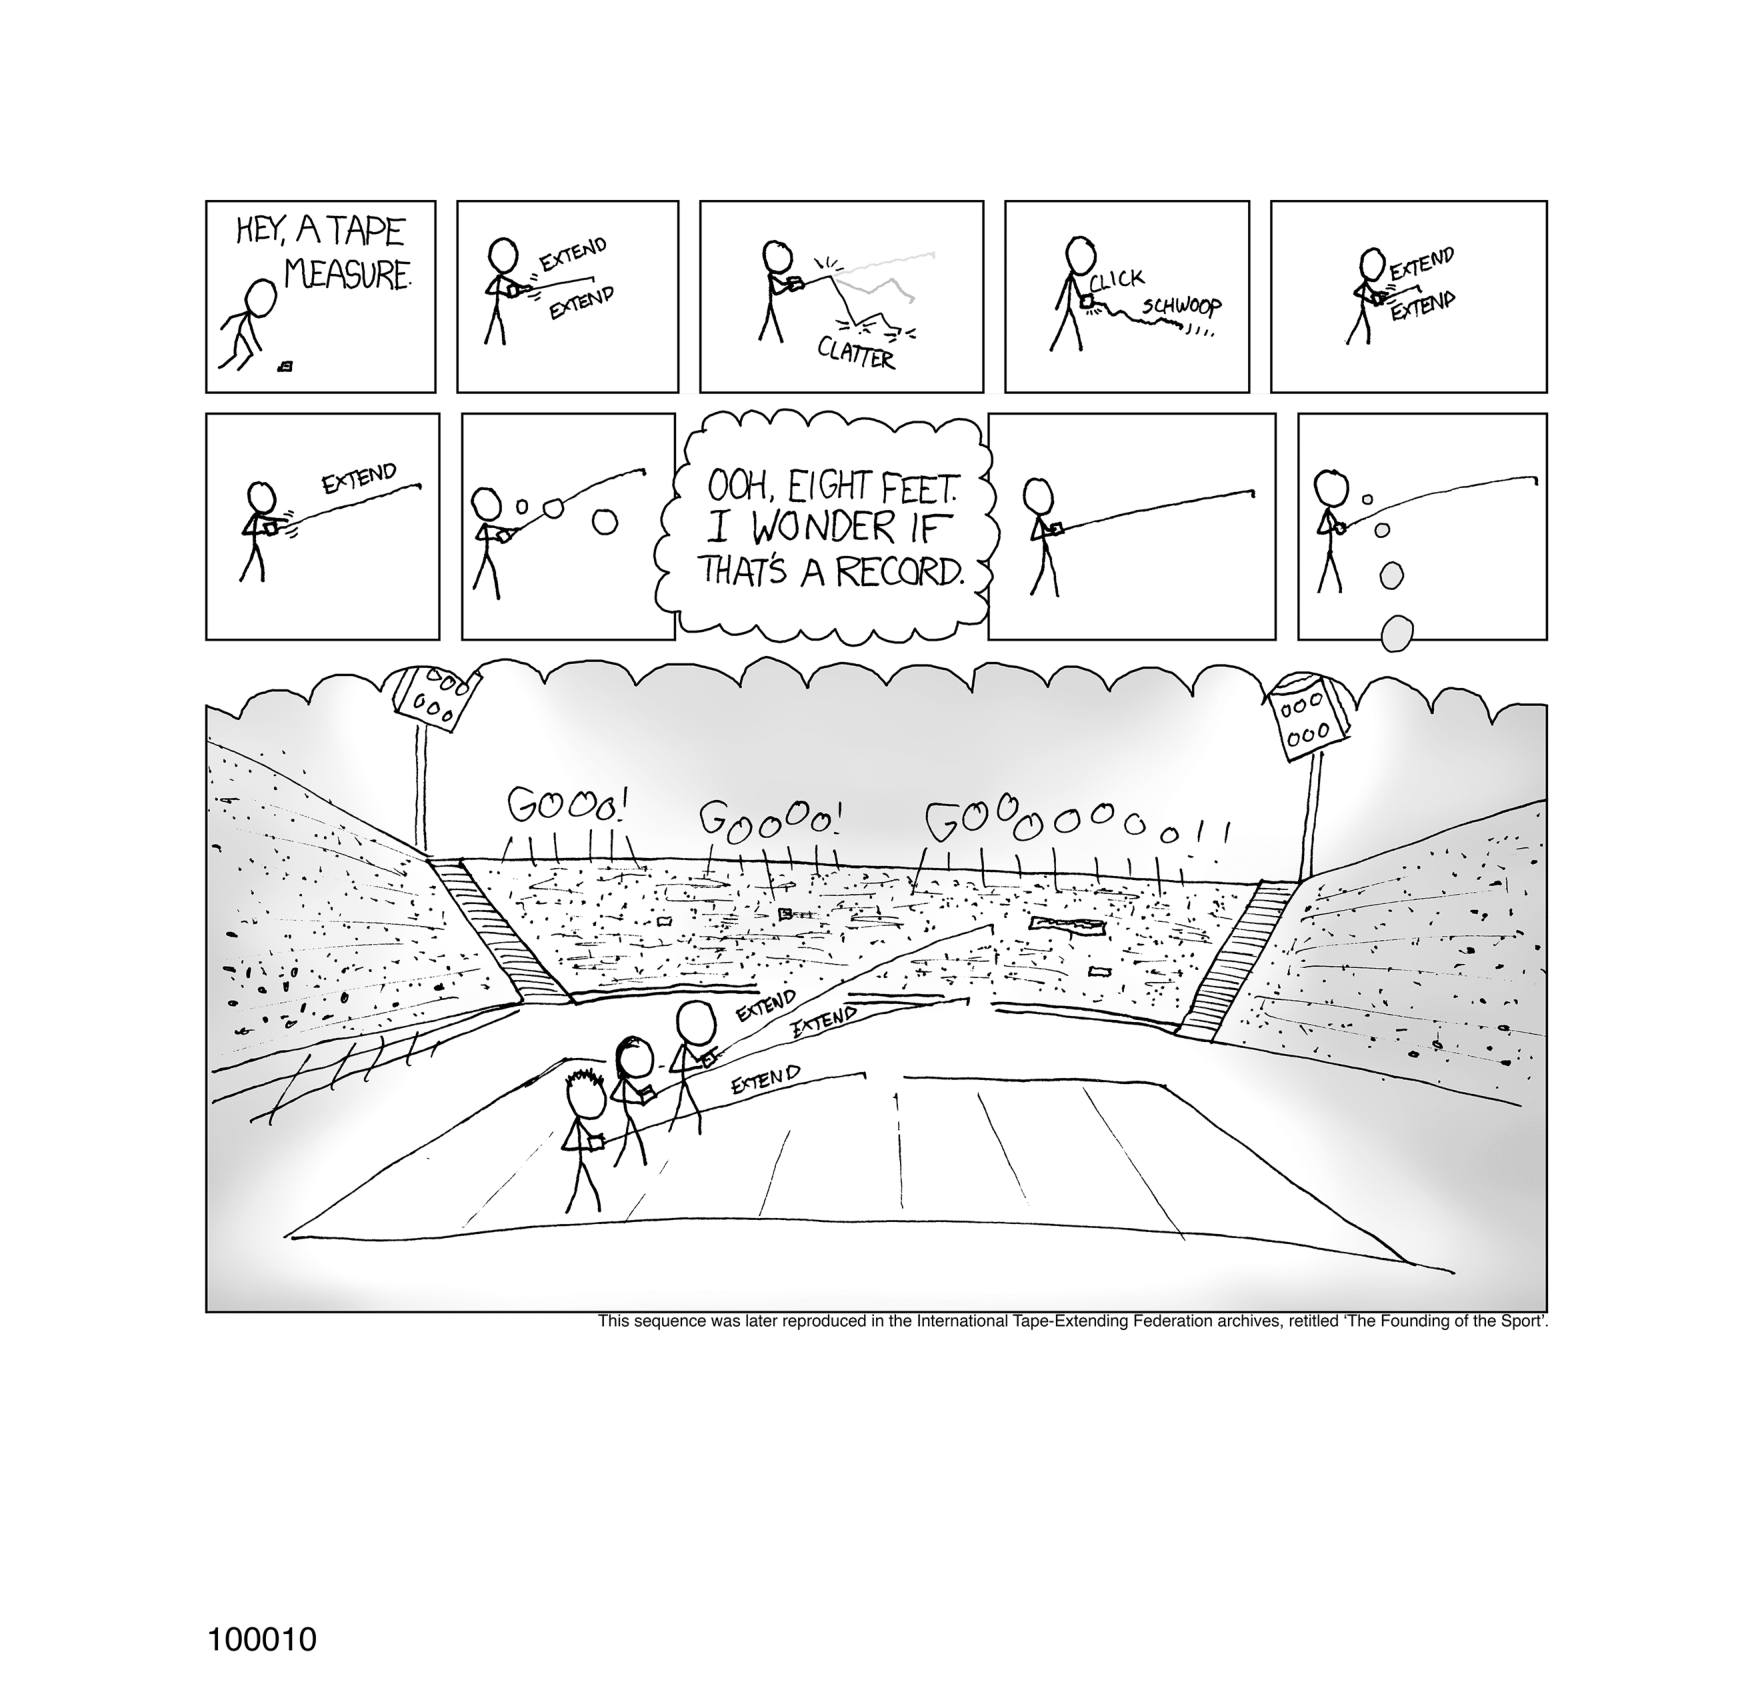 HEY, A TAPE
MEASURE.
EXTEND
EXTEND
CLATTER
CLICK
SCHWOOP
EXTEND
EXTEND
EXTEND
OOH, EIGHT FEET.
I WONDER IF
THAT'S A RECORD.
GOOO!
GOOOO!
GOOOOOOO!!
EXTEND
EXTEND
EXTEND
This sequence was later reproduced in the International Tape-Extending Federation archives, retitled ‘The Founding of the Sport’.
100010